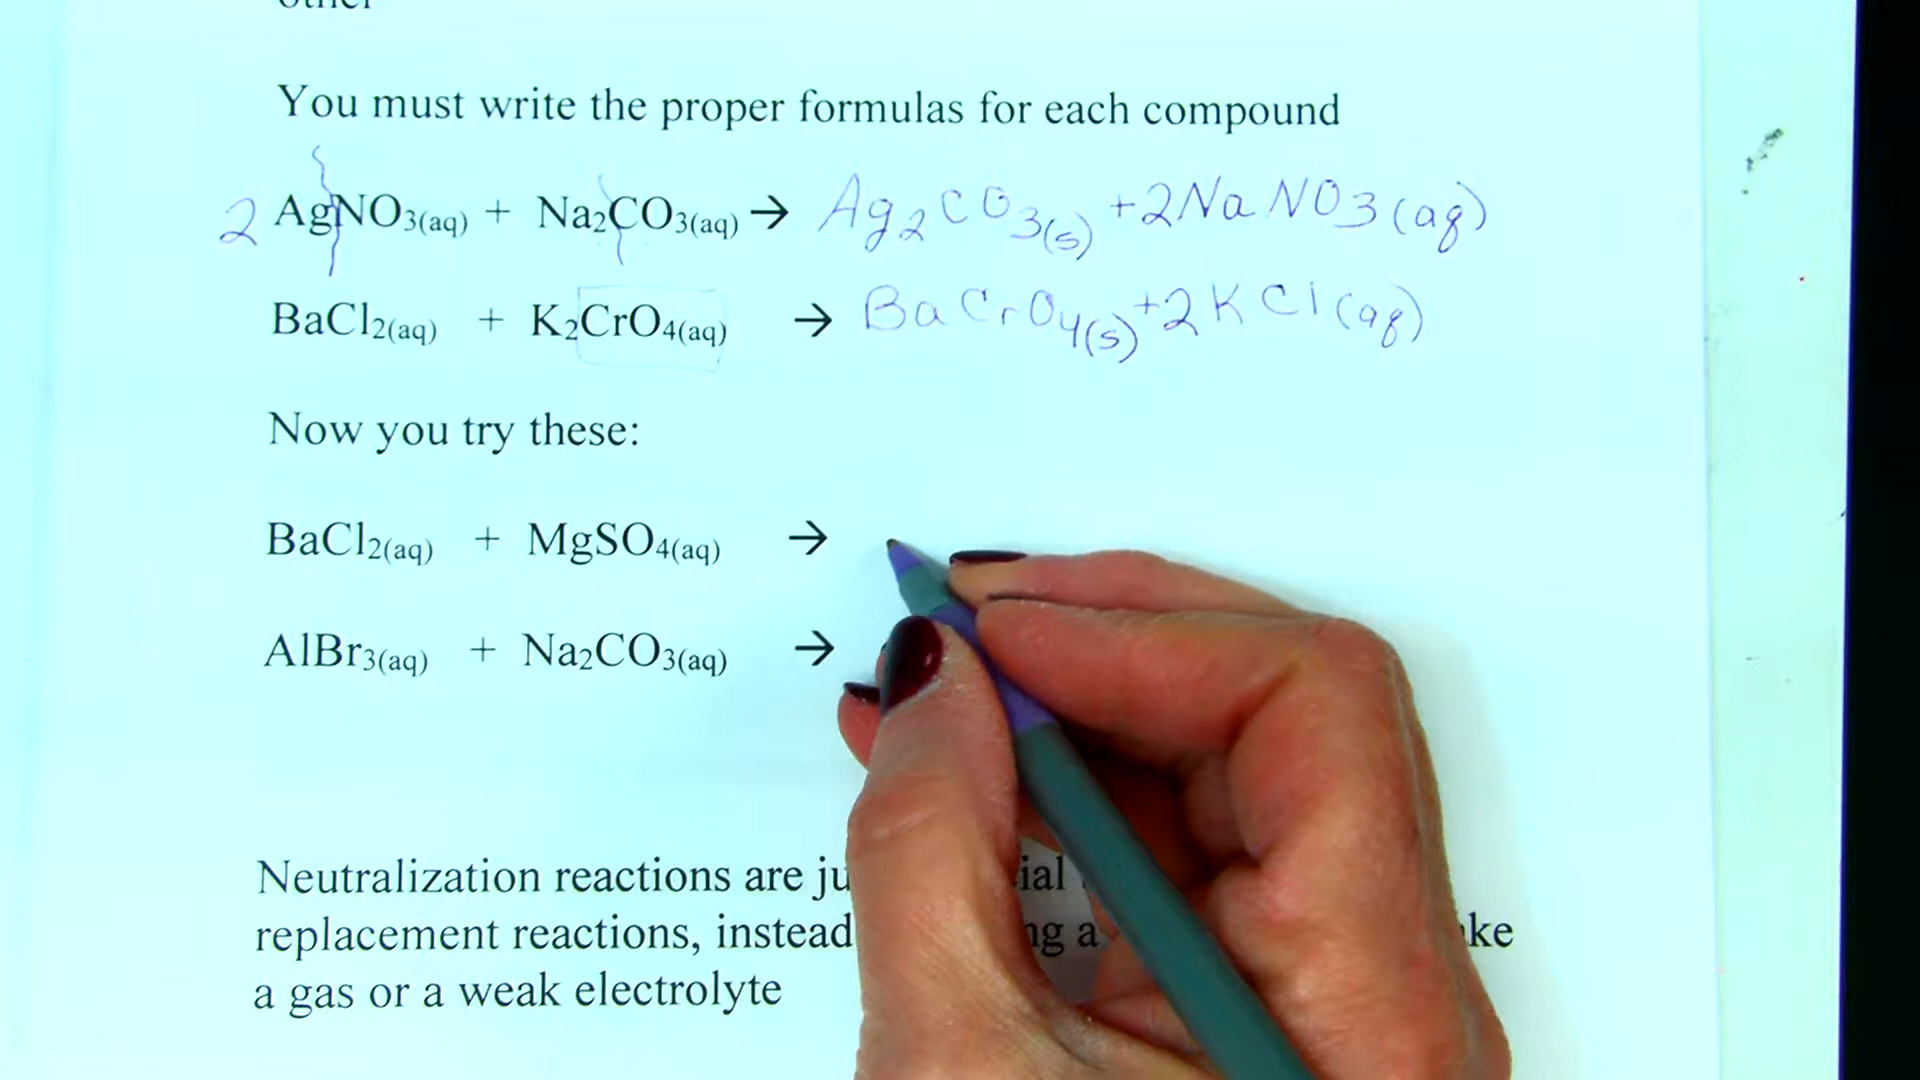 other
You must write the proper formulas for each compound
2 AgNO3(aq) + Na2CO3(aq) → Ag2CO3(s) +2NaNO3(aq)
BaCl2(aq) + K2CrO4(aq) → BaCrO4(s)+2KCl(aq)
Now you try these:
BaCl2(aq) + MgSO4(aq) →
AlBr3(aq) + Na2CO3(aq) →
Neutralization reactions are
replacement reactions, instead a
a gas or a weak electrolyte